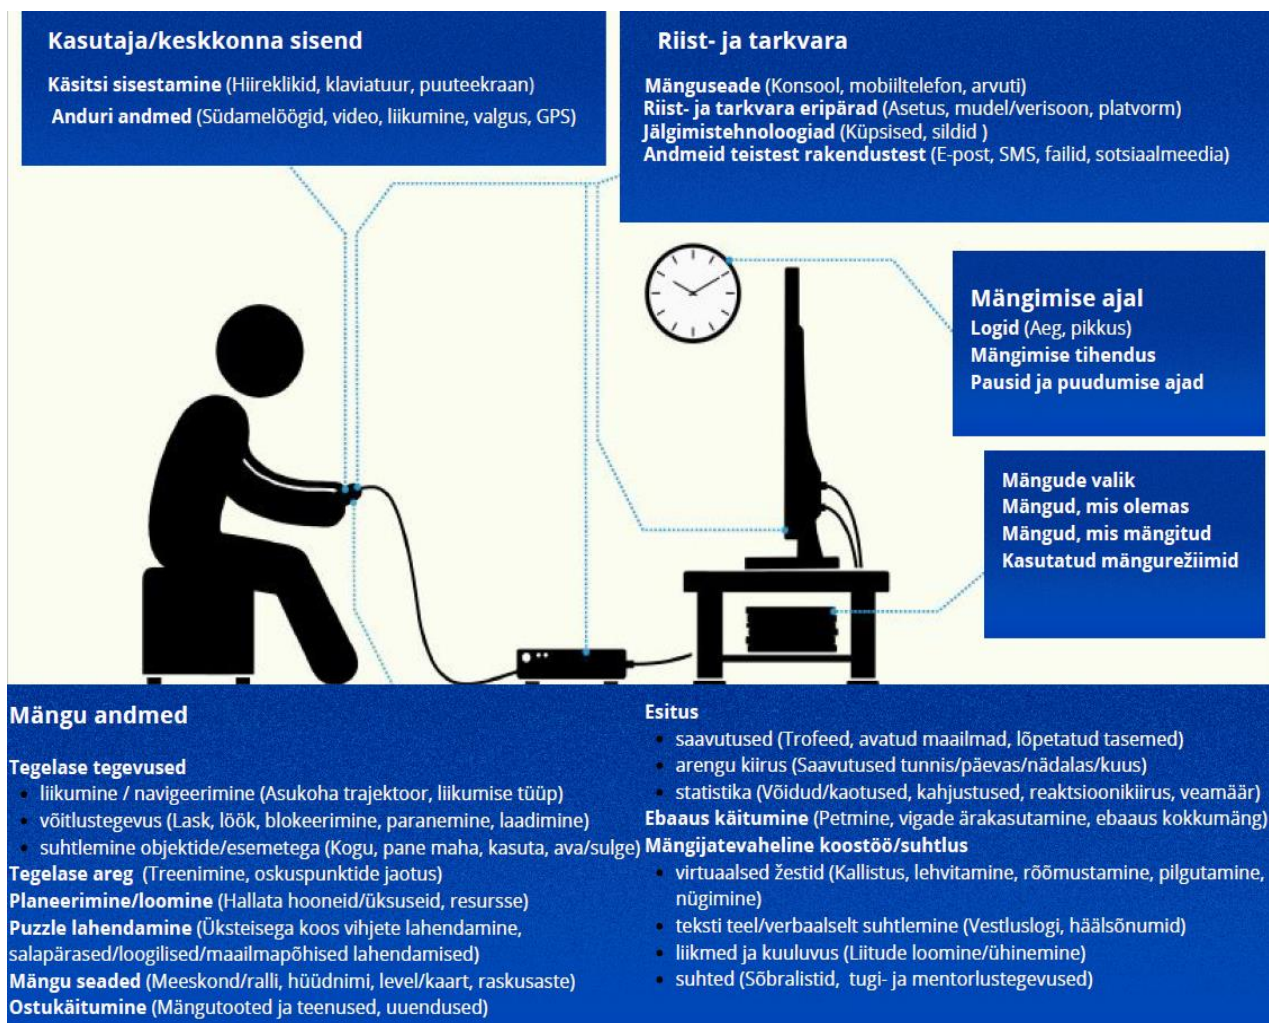 Kasutaja/keskkonna sisend
Käsitsi sisestamine (Hiireklikid, klaviatuur, puuteekraan)
Anduri andmed (Südamelöögid, video, liikumine, valgus, GPS)
Riist- ja tarkvara
Mänguseade (Konsool, mobiiltelefon, arvuti)
Riist- ja tarkvara eripärad (Asetus, mudel/verisoon, platvorm)
Jälgimistehnoloogiad (Küpsised, sildid )
Andmeid teistest rakendustest (E-post, SMS, failid, sotsiaalmeedia)
Mängimise ajal
Logid (Aeg, pikkus)
Mängimise tihendus
Pausid ja puudumise ajad
Mängude valik
Mängud, mis olemas
Mängud, mis mängitud
Kasutatud mängurežiimid
Mängu andmed
Tegelase tegevused
• liikumine / navigeerimine (Asukoha trajektoor, liikumise tüüp)
• võitlustegevus (Lask, löök, blokeerimine, paranemine, laadimine)
• suhtlemine objektide/esemetega (Kogu, pane maha, kasuta, ava/sulge)
Tegelase areg (Treenimine, oskuspunktide jaotus)
Planeerimine/loomine (Hallata hooneid/üksuseid, resursse)
Puzzle lahendamine (Üksteisega koos vihjete lahendamine,
salapärased/loogilised/maailmapõhised lahendamised)
Mängu seaded (Meeskond/ralli, hüüdnimi, level/kaart, raskusaste)
Ostukäitumine (Mängutooted ja teenused, uuendused)
Esitus
• saavutused (Trofeed, avatud maailmad, lõpetatud tasemed)
• arengu kiirus (Saavutused tunnis/päevas/nädalas/kuus)
• statistika (Võidud/kaotused, kahjustused, reaktsioonikiirus, veamäär)
Ebaaus käitumine (Petmine, vigade ärakasutamine, ebaaus kokkumäng)
Mängijatevaheline koostöö/suhtlus
• virtuaalsed žestid (Kallistus, lehvitamine, rõõmustamine, pilgutamine,
nügimine)
• teksti teel/verbaalselt suhtlemine (Vestluslogi, häälsõnumid)
• liikmed ja kuuluvus (Liitude loomine/ühinemine)
• suhted (Sõbralistid, tugi- ja mentorlustegevused)